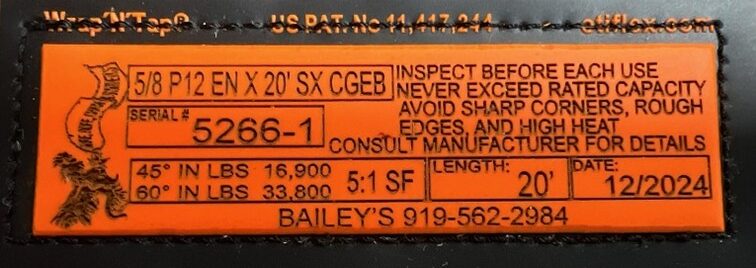 Wrap'N'Tap® US PAT. No 11,417,244 otiflex.com
5/8 P12 EN X 20' SX CGEB
SERIAL # 5266-1
INSPECT BEFORE EACH USE
NEVER EXCEED RATED CAPACITY
AVOID SHARP CORNERS, ROUGH
EDGES, AND HIGH HEAT
CONSULT MANUFACTURER FOR DETAILS
45° IN LBS 16,900
60° IN LBS 33,800
5:1 SF
LENGTH: 20'
DATE: 12/2024
BAILEY'S 919-562-2984